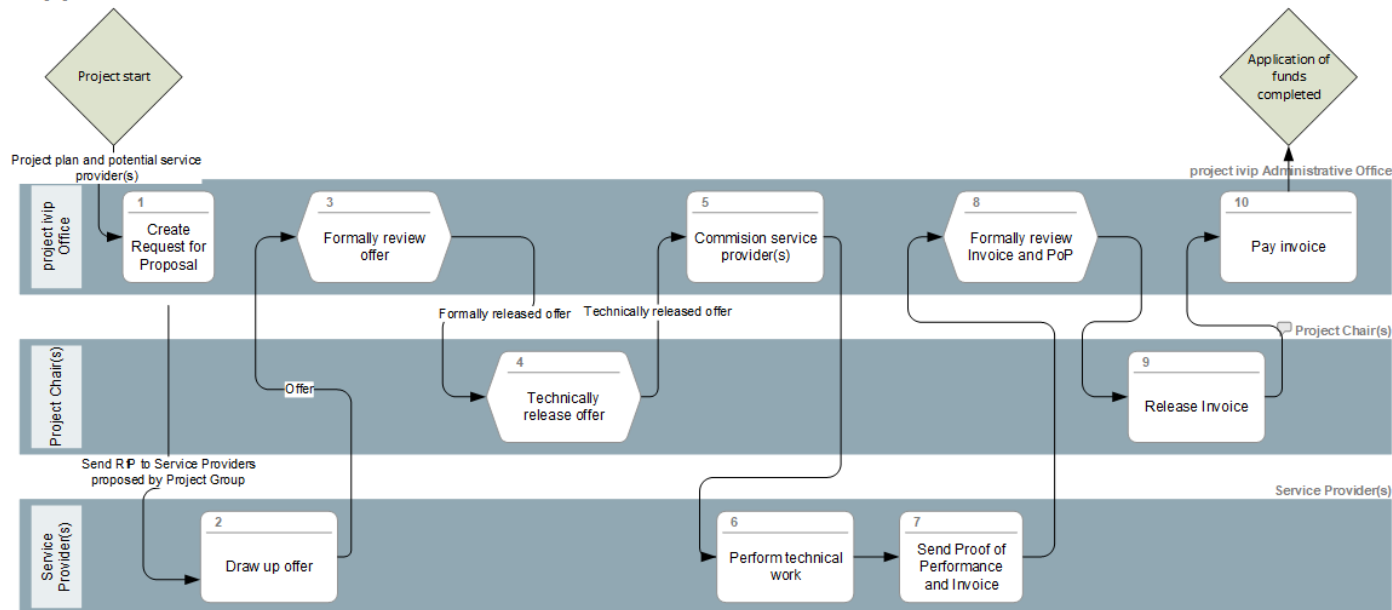 Project start
Application of
funds
completed
Project plan and potential service
provider(s)
project ivip Administrative Office
project ivip
Office
1
Create
Request for
Proposal
3
Formally review
offer
5
Commision service
provider(s)
8
Formally review
Invoice and PoP
10
Pay invoice
Formally released offer
Technically released offer
Project Chair(s)
Project Chair(s)
4
Technically
release offer
9
Release Invoice
Offer
Send RfP to Service Providers
proposed by Project Group
Service Provider(s)
Service
Provider(s)
2
Draw up offer
6
Perform technical
work
7
Send Proof of
Performance
and Invoice